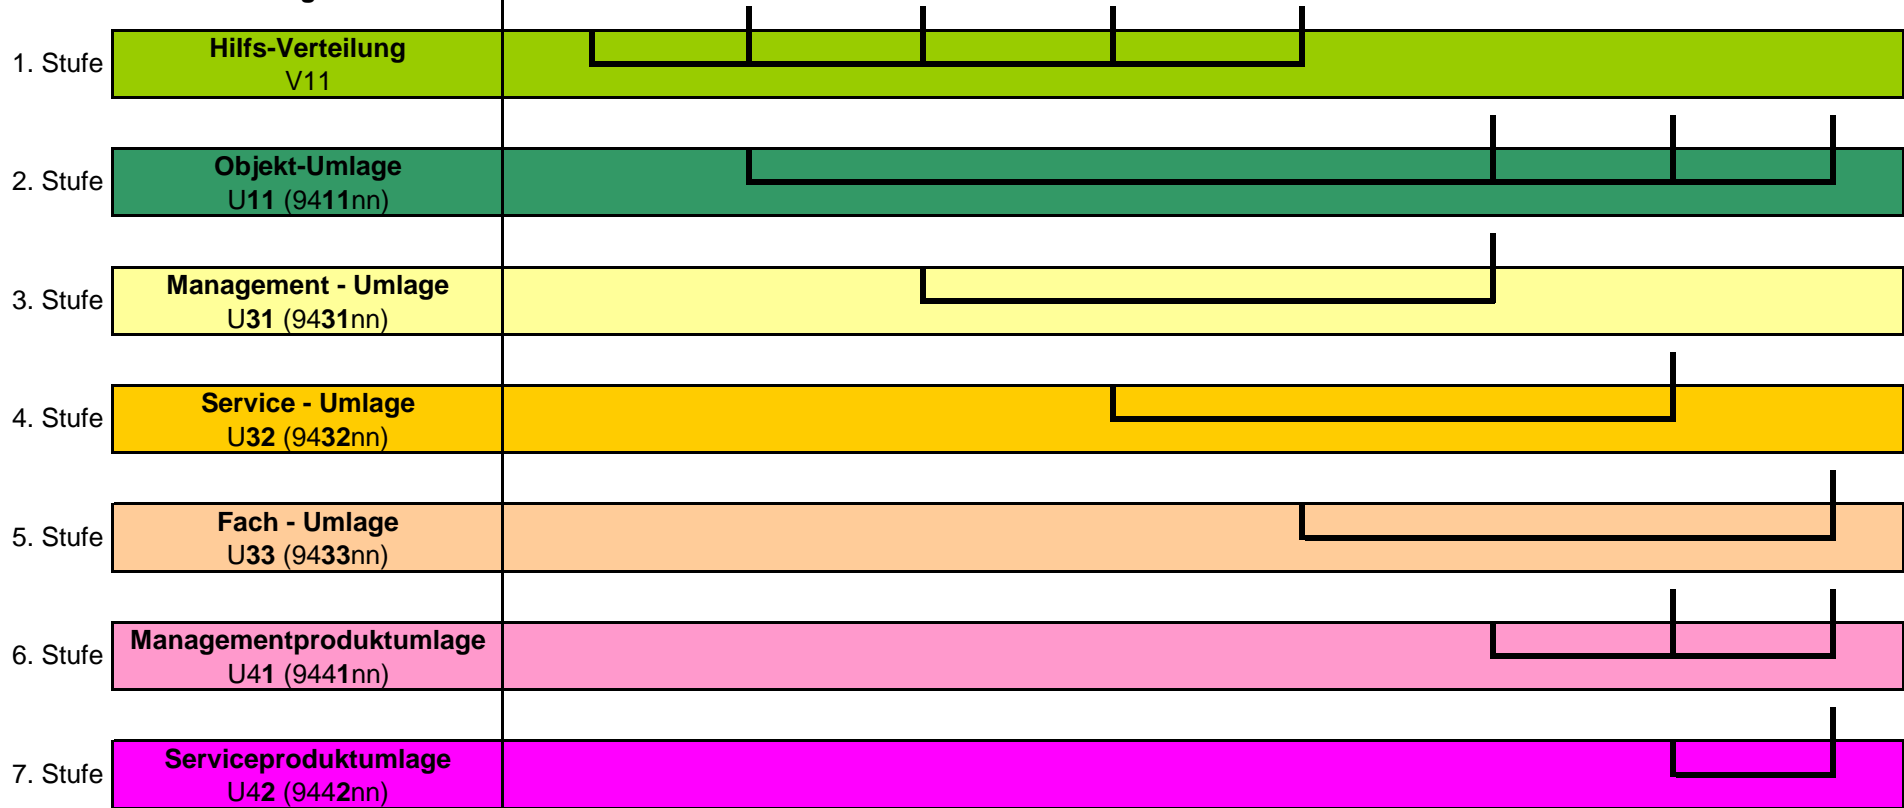 1. Stufe
Hilfs-Verteilung
V11
2. Stufe
Objekt-Umlage
U11 (9411nn)
3. Stufe
Management - Umlage
U31 (9431nn)
4. Stufe
Service - Umlage
U32 (9432nn)
5. Stufe
Fach - Umlage
U33 (9433nn)
6. Stufe
Managementproduktumlage
U41 (9441nn)
7. Stufe
Serviceproduktumlage
U42 (9442nn)